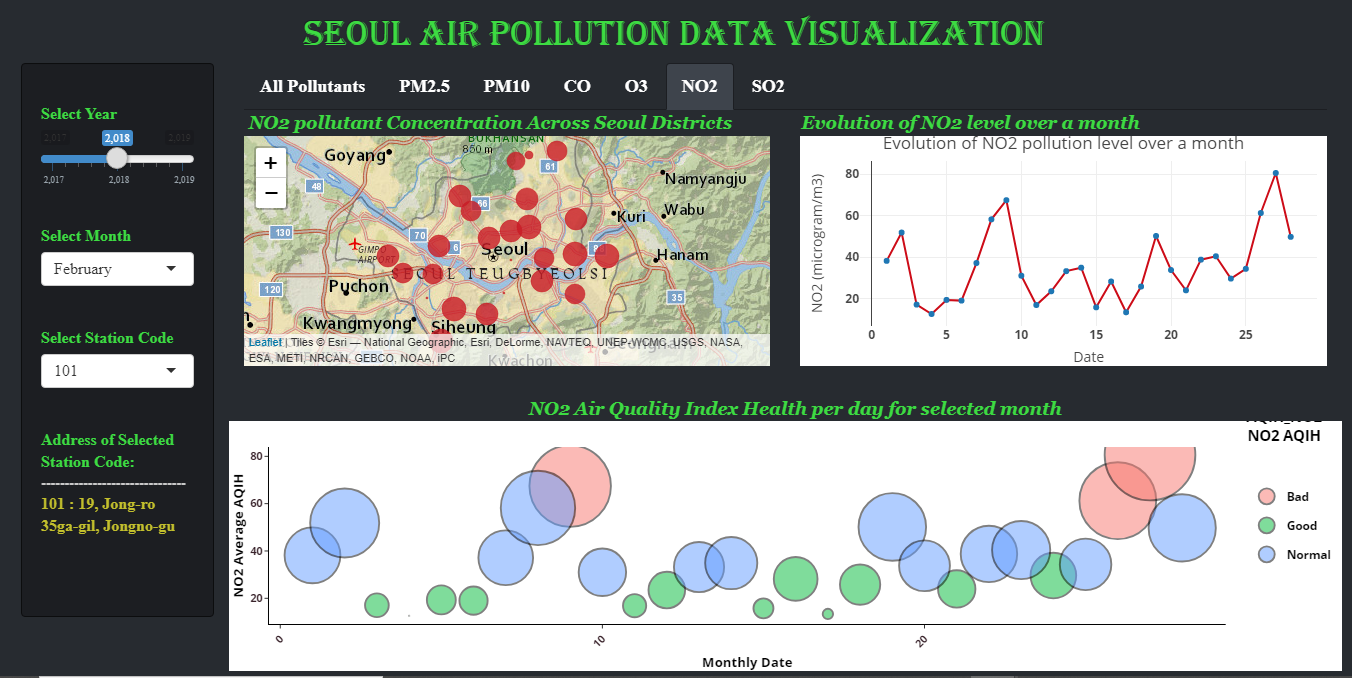 SEOUL AIR POLLUTION DATA VISUALIZATION
Select Year
2,017 2,018 2,019
2,017 2,018 2,019
Select Month
February
Select Station Code
101
Address of Selected
Station Code:
--------------------------------
101 : 19, Jong-ro
35ga-gil, Jongno-gu
All Pollutants PM2.5 PM10 CO O3 NO2 SO2
NO2 pollutant Concentration Across Seoul Districts
+
−
BUKHANSAN
850 m
Goyang
61
Namyangju
48
66
Kuri
Wabu
130
70
6
Seoul
GIMPO
AIRPORT
Hanam
SEOUL TEUGBYEOLSI
Puchon
120
35
Kwangmyong
Siheung
Leaflet | Tiles © Esri — National Geographic, Esri, DeLorme, NAVTEQ, UNEP-WCMC, USGS, NASA,
ESA, METI, NRCAN, GEBCO, NOAA, iPC
Kwachon
Evolution of NO2 level over a month
Evolution of NO2 pollution level over a month
NO2 (microgram/m3)
80
60
40
20
0 5 10 15 20 25
Date
NO2 Air Quality Index Health per day for selected month
NO2 Average AQIH
80
60
40
20
0 10 20
Monthly Date
AQIH_NO2
NO2 AQIH
Bad
Good
Normal